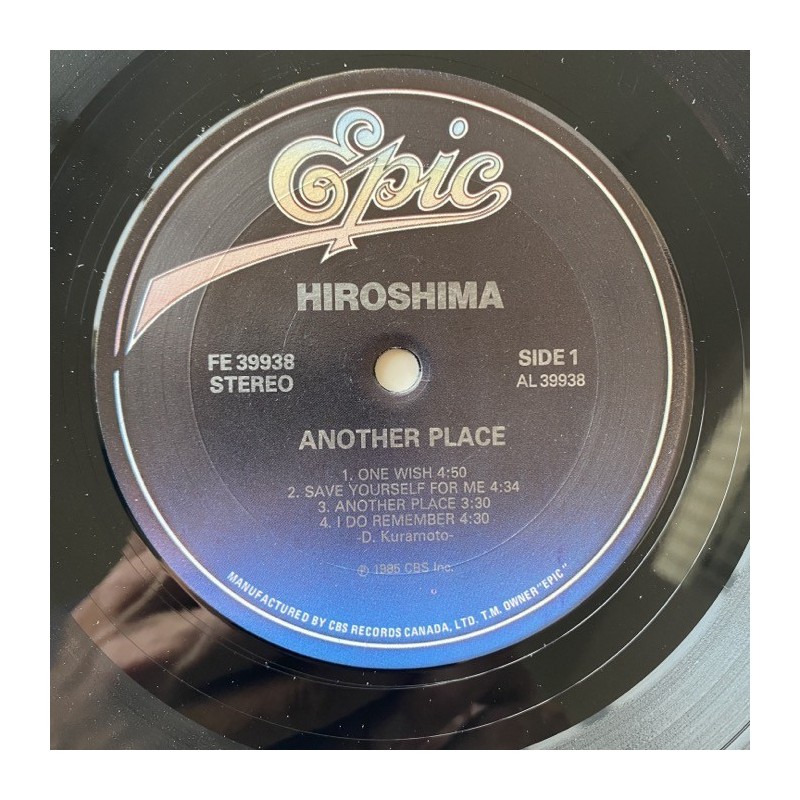 Epic
HIROSHIMA
FE 39938
STEREO
SIDE 1
AL 39938
ANOTHER PLACE
1. ONE WISH 4:50
2. SAVE YOURSELF FOR ME 4:34
3. ANOTHER PLACE 3:30
4. I DO REMEMBER 4:30
-D. Kuramoto-
℗ 1985 CBS Inc.
MANUFACTURED BY CBS RECORDS CANADA, LTD. T.M. OWNER "EPIC"